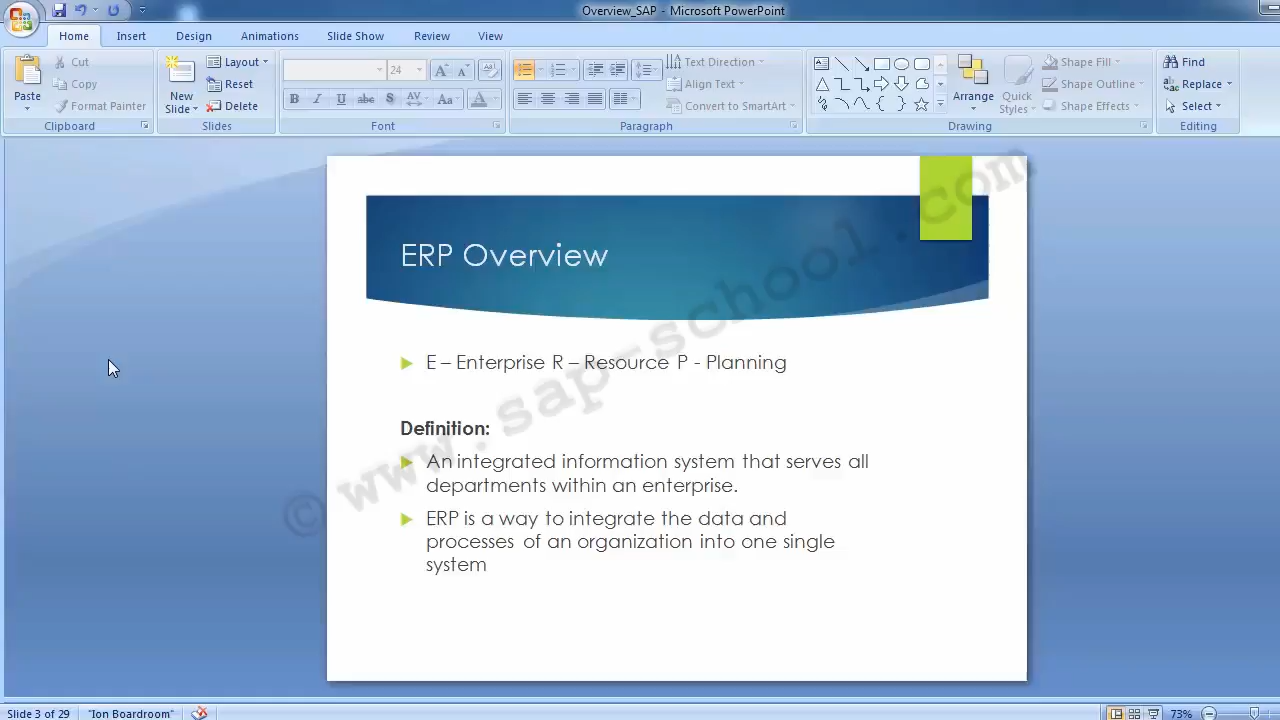 Overview_SAP - Microsoft PowerPoint
Home Insert Design Animations Slide Show Review View
Paste
Cut
Copy
Format Painter
Clipboard
New Slide
Layout
Reset
Delete
Slides
24
B I U abc S AV Aa A
Font
Text Direction
Align Text
Convert to SmartArt
Paragraph
Arrange
Quick Styles
Shape Fill
Shape Outline
Shape Effects
Drawing
Find
Replace
Select
Editing
ERP Overview
E – Enterprise R – Resource P - Planning
Definition:
An integrated information system that serves all
departments within an enterprise.
ERP is a way to integrate the data and
processes of an organization into one single
system
© www.sap-school.com
Slide 3 of 29 "Ion Boardroom" 73%